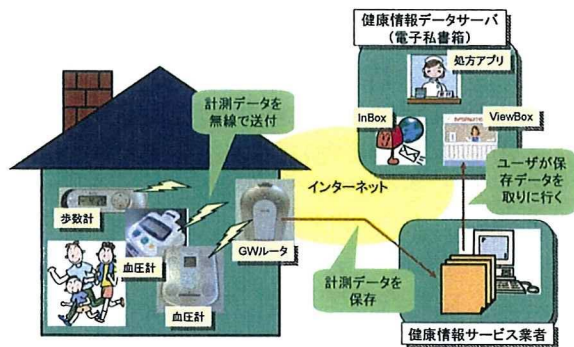 健康情報データサーバ
（電子私書箱）
処方アプリ
InBox
ViewBox
計測データを
無線で送付
インターネット
ユーザが保
存データを
取りに行く
歩数計
血圧計
血圧計
GWルータ
計測データを
保存
健康情報サービス業者